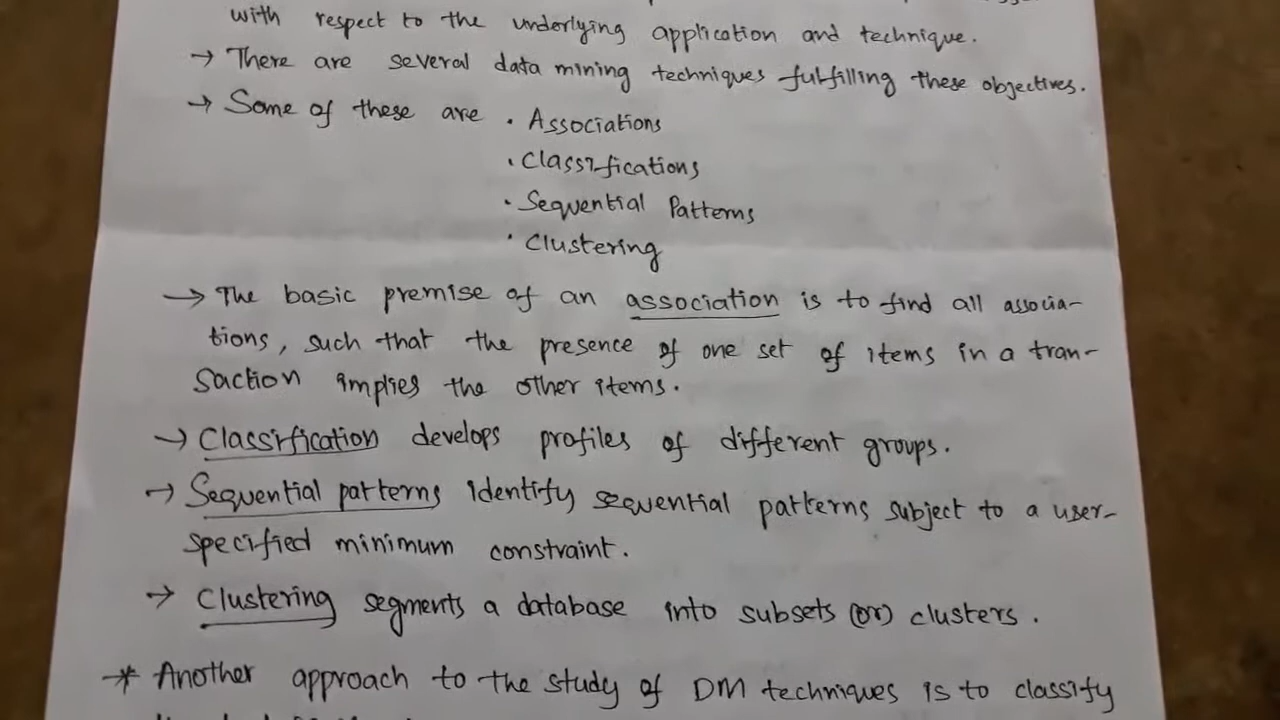 with respect to the underlying application and technique.
→ There are several data mining techniques fulfilling these objectives.
→ Some of these are • Associations
• Classifications
• Sequential Patterns
• Clustering
→ The basic premise of an association is to find all associa-
tions, such that the presence of one set of items in a tran-
saction implies the other items.
→ Classification develops profiles of different groups.
→ Sequential patterns identify sequential patterns subject to a user-
specified minimum constraint.
→ Clustering segments a database into subsets (or) clusters.
* Another approach to the study of DM techniques is to classify